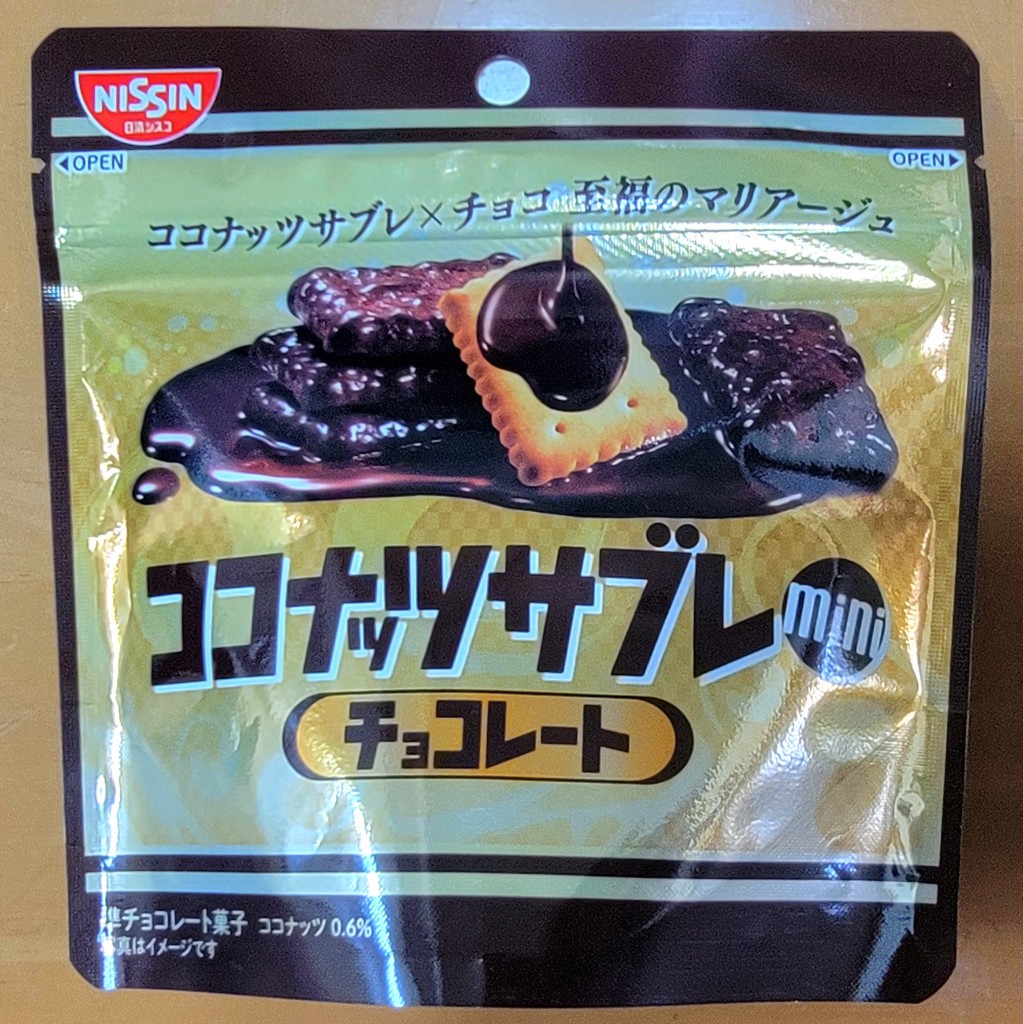 NISSIN
日清シスコ
OPEN
OPEN
ココナッツサブレ×チョコ 至福のマリアージュ
ココナッツサブレ mini
チョコレート
準チョコレート菓子 ココナッツ 0.6%
写真はイメージです